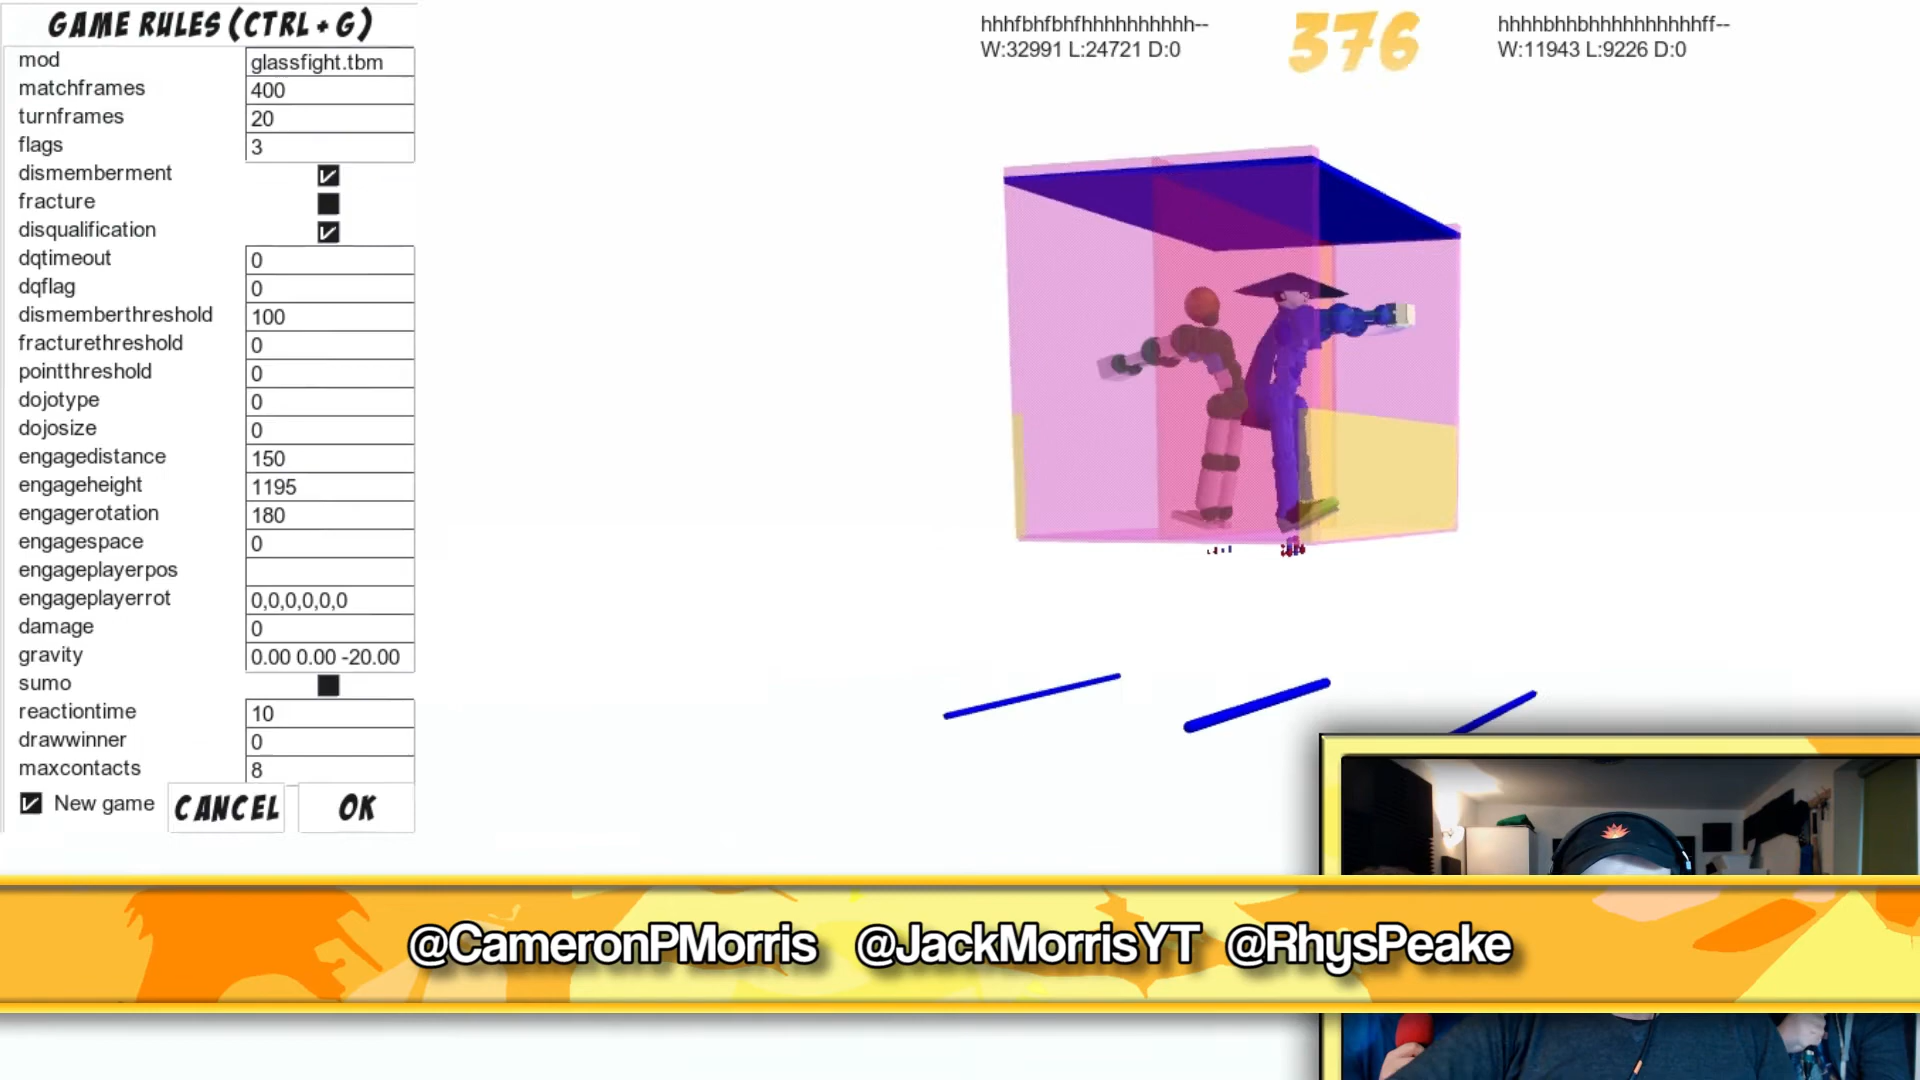 GAME RULES (CTRL + G)
mod glassfight.tbm
matchframes 400
turnframes 20
flags 3
dismemberment
fracture
disqualification
dqtimeout 0
dqflag 0
dismemberthreshold 100
fracturethreshold 0
pointthreshold 0
dojotype 0
dojosize 0
engagedistance 150
engageheight 1195
engagerotation 180
engagespace 0
engageplayerpos
engageplayerrot 0,0,0,0,0,0
damage 0
gravity 0.00 0.00 -20.00
sumo
reactiontime 10
drawwinner 0
maxcontacts 8
New game CANCEL OK
hhhfbhfbhfhhhhhhhhhh--
W:32991 L:24721 D:0
376
hhhhbhhbhhhhhhhhhhhff--
W:11943 L:9226 D:0
@CameronPMorris @JackMorrisYT @RhysPeake